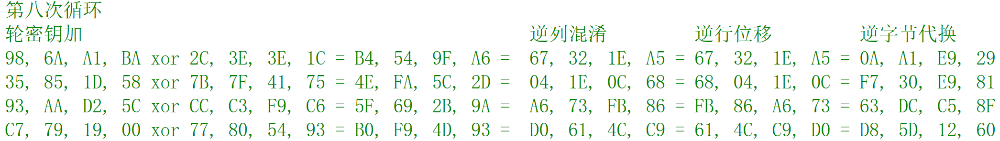 第八次循环
轮密钥加 逆列混淆 逆行位移 逆字节代换
98, 6A, A1, BA xor 2C, 3E, 3E, 1C = B4, 54, 9F, A6 = 67, 32, 1E, A5 = 67, 32, 1E, A5 = 0A, A1, E9, 29
35, 85, 1D, 58 xor 7B, 7F, 41, 75 = 4E, FA, 5C, 2D = 04, 1E, 0C, 68 = 68, 04, 1E, 0C = F7, 30, E9, 81
93, AA, D2, 5C xor CC, C3, F9, C6 = 5F, 69, 2B, 9A = A6, 73, FB, 86 = FB, 86, A6, 73 = 63, DC, C5, 8F
C7, 79, 19, 00 xor 77, 80, 54, 93 = B0, F9, 4D, 93 = D0, 61, 4C, C9 = 61, 4C, C9, D0 = D8, 5D, 12, 60